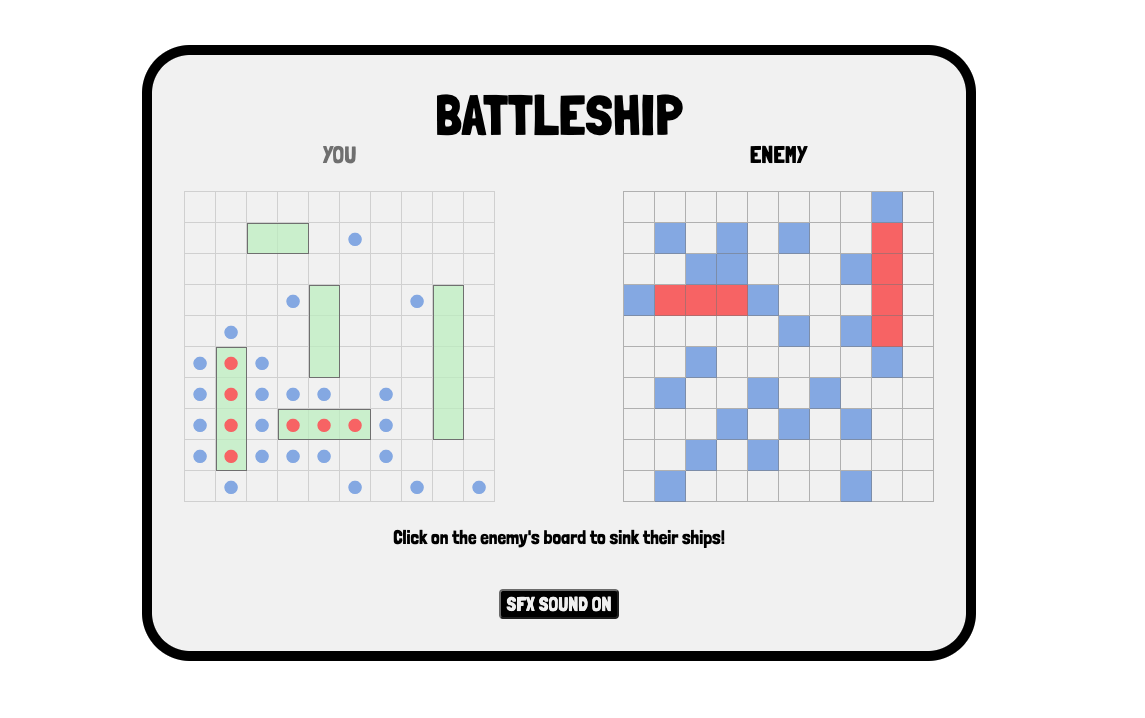 BATTLESHIP
YOU
ENEMY
Click on the enemy's board to sink their ships!
SFX SOUND ON